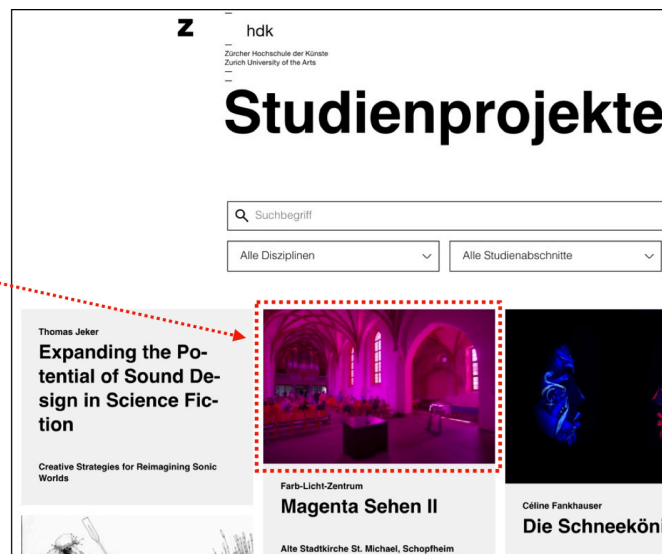 Z
hdk
Zürcher Hochschule der Künste
Zurich University of the Arts
Studienprojekte
Suchbegriff
Alle Disziplinen
Alle Studienabschnitte
Thomas Jeker
Expanding the Po-
tential of Sound De-
sign in Science Fic-
tion
Creative Strategies for Reimagining Sonic
Worlds
Farb-Licht-Zentrum
Magenta Sehen II
Alte Stadtkirche St. Michael, Schopfheim
Céline Fankhauser
Die Schneeköni